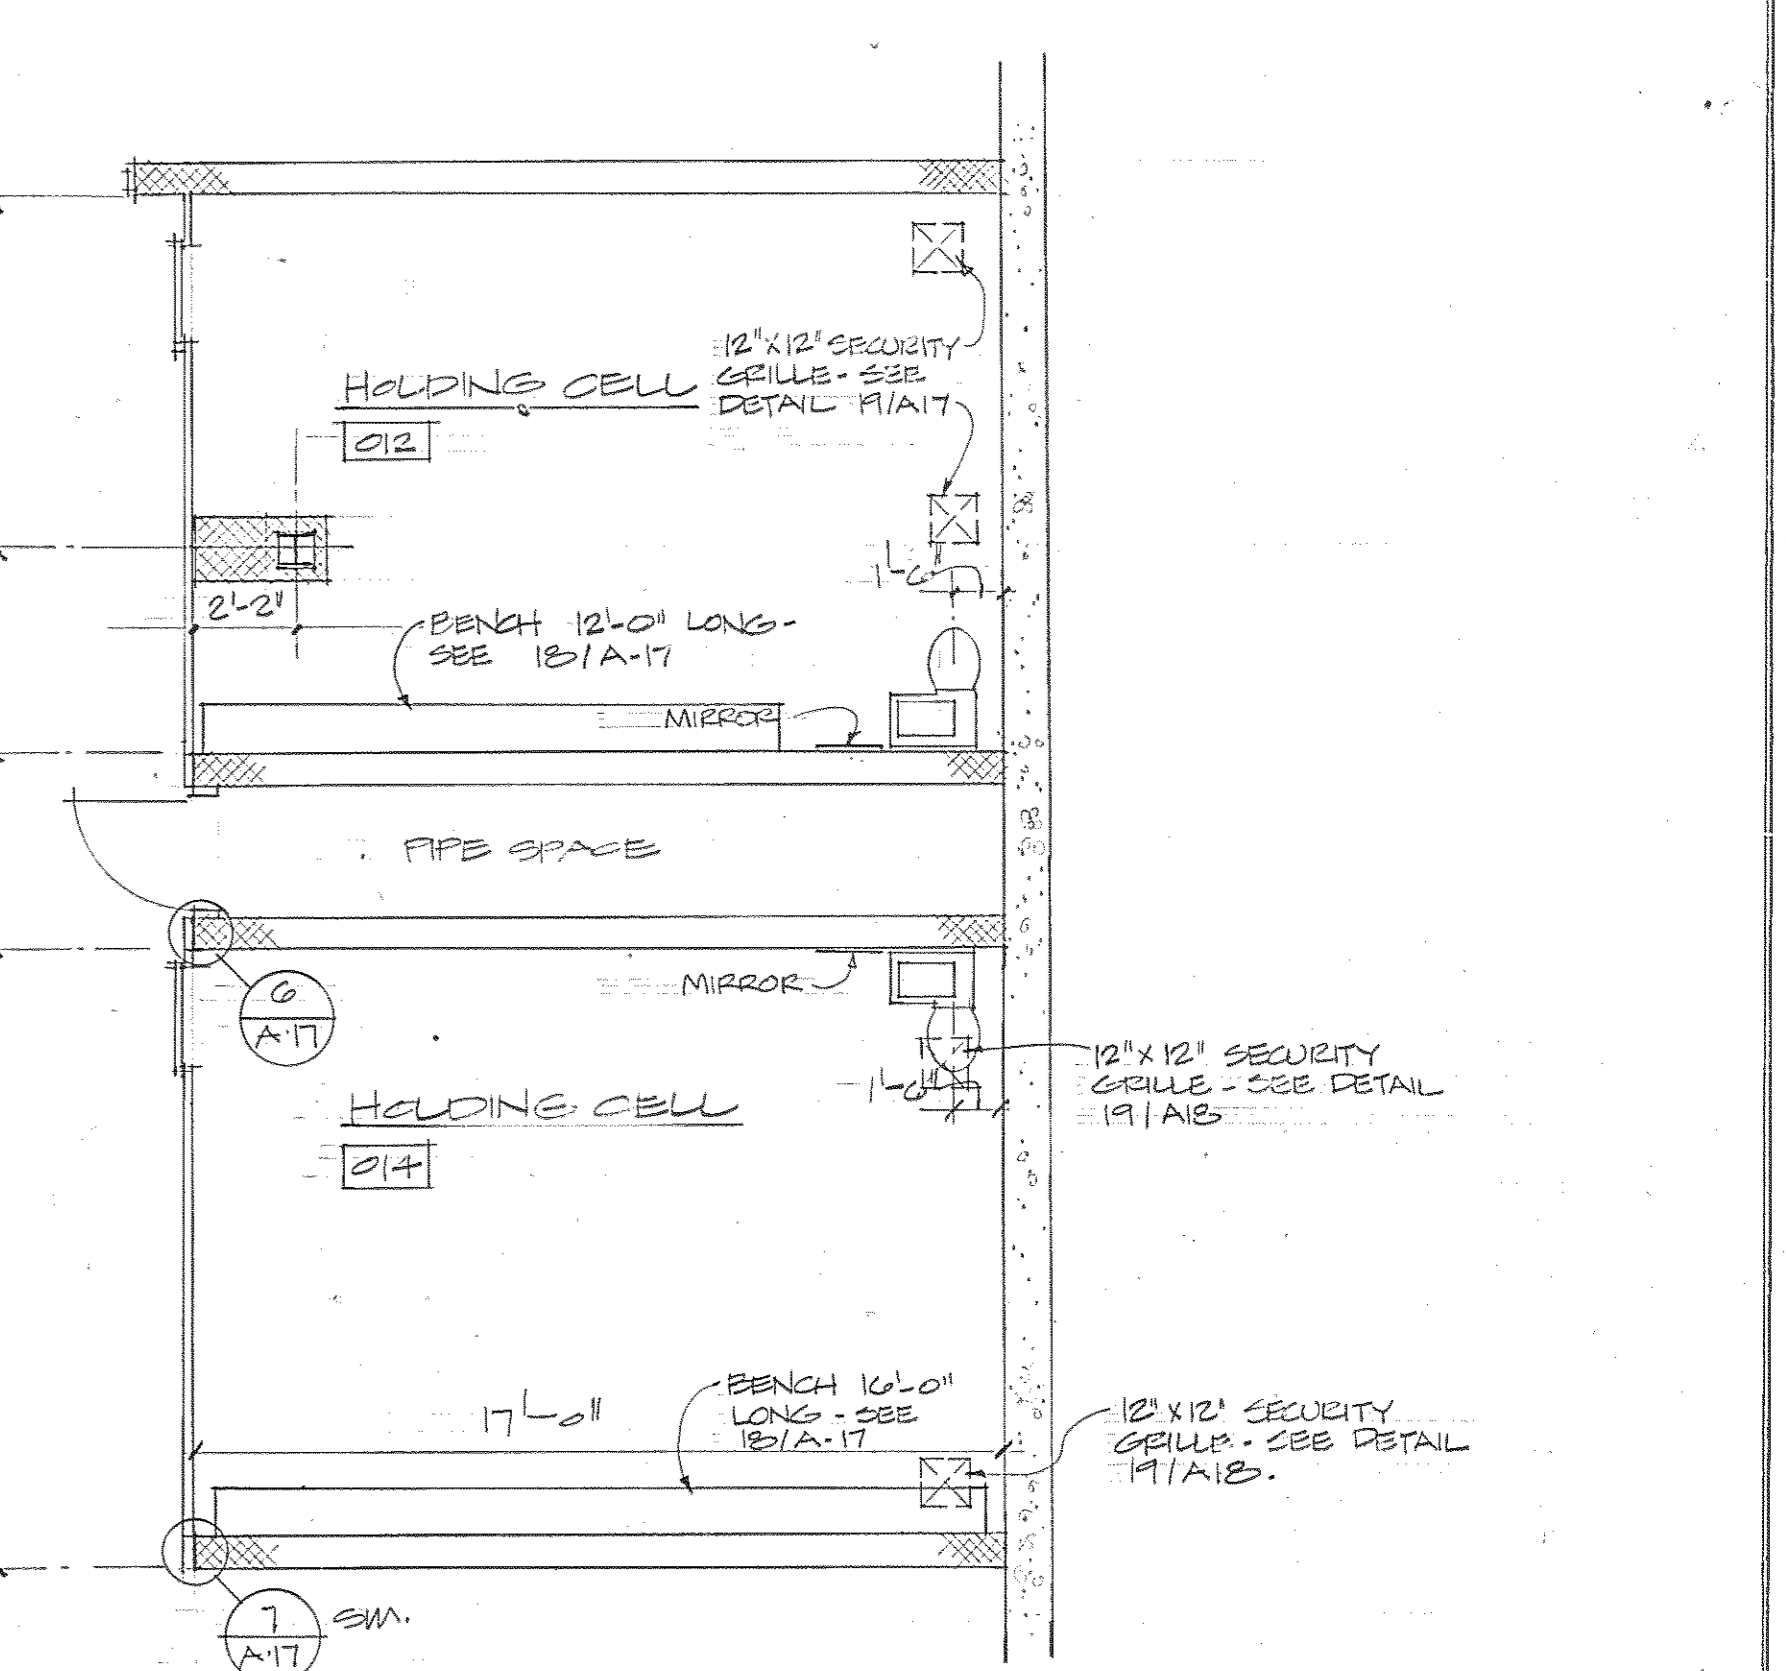 12"X12" SECURITY
GRILLE - SEE
DETAIL 19/A17
HOLDING CELL
012
1'-6"
2'-2"
BENCH 12'-0" LONG -
SEE 18/A-17
MIRROR
PIPE SPACE
MIRROR
6
A-17
12"X12" SECURITY
GRILLE - SEE DETAIL
19/A18
1'-6"
HOLDING CELL
014
BENCH 16'-0"
LONG - SEE
18/A-17
17'-0"
12"X12" SECURITY
GRILLE - SEE DETAIL
19/A18.
7
A-17
SIM.